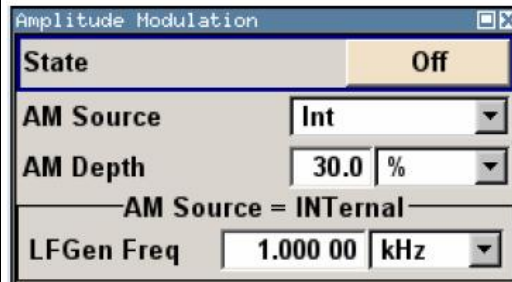 Amplitude Modulation
State Off
AM Source Int
AM Depth 30.0 %
AM Source = INTernal
LFGen Freq 1.000 00 kHz